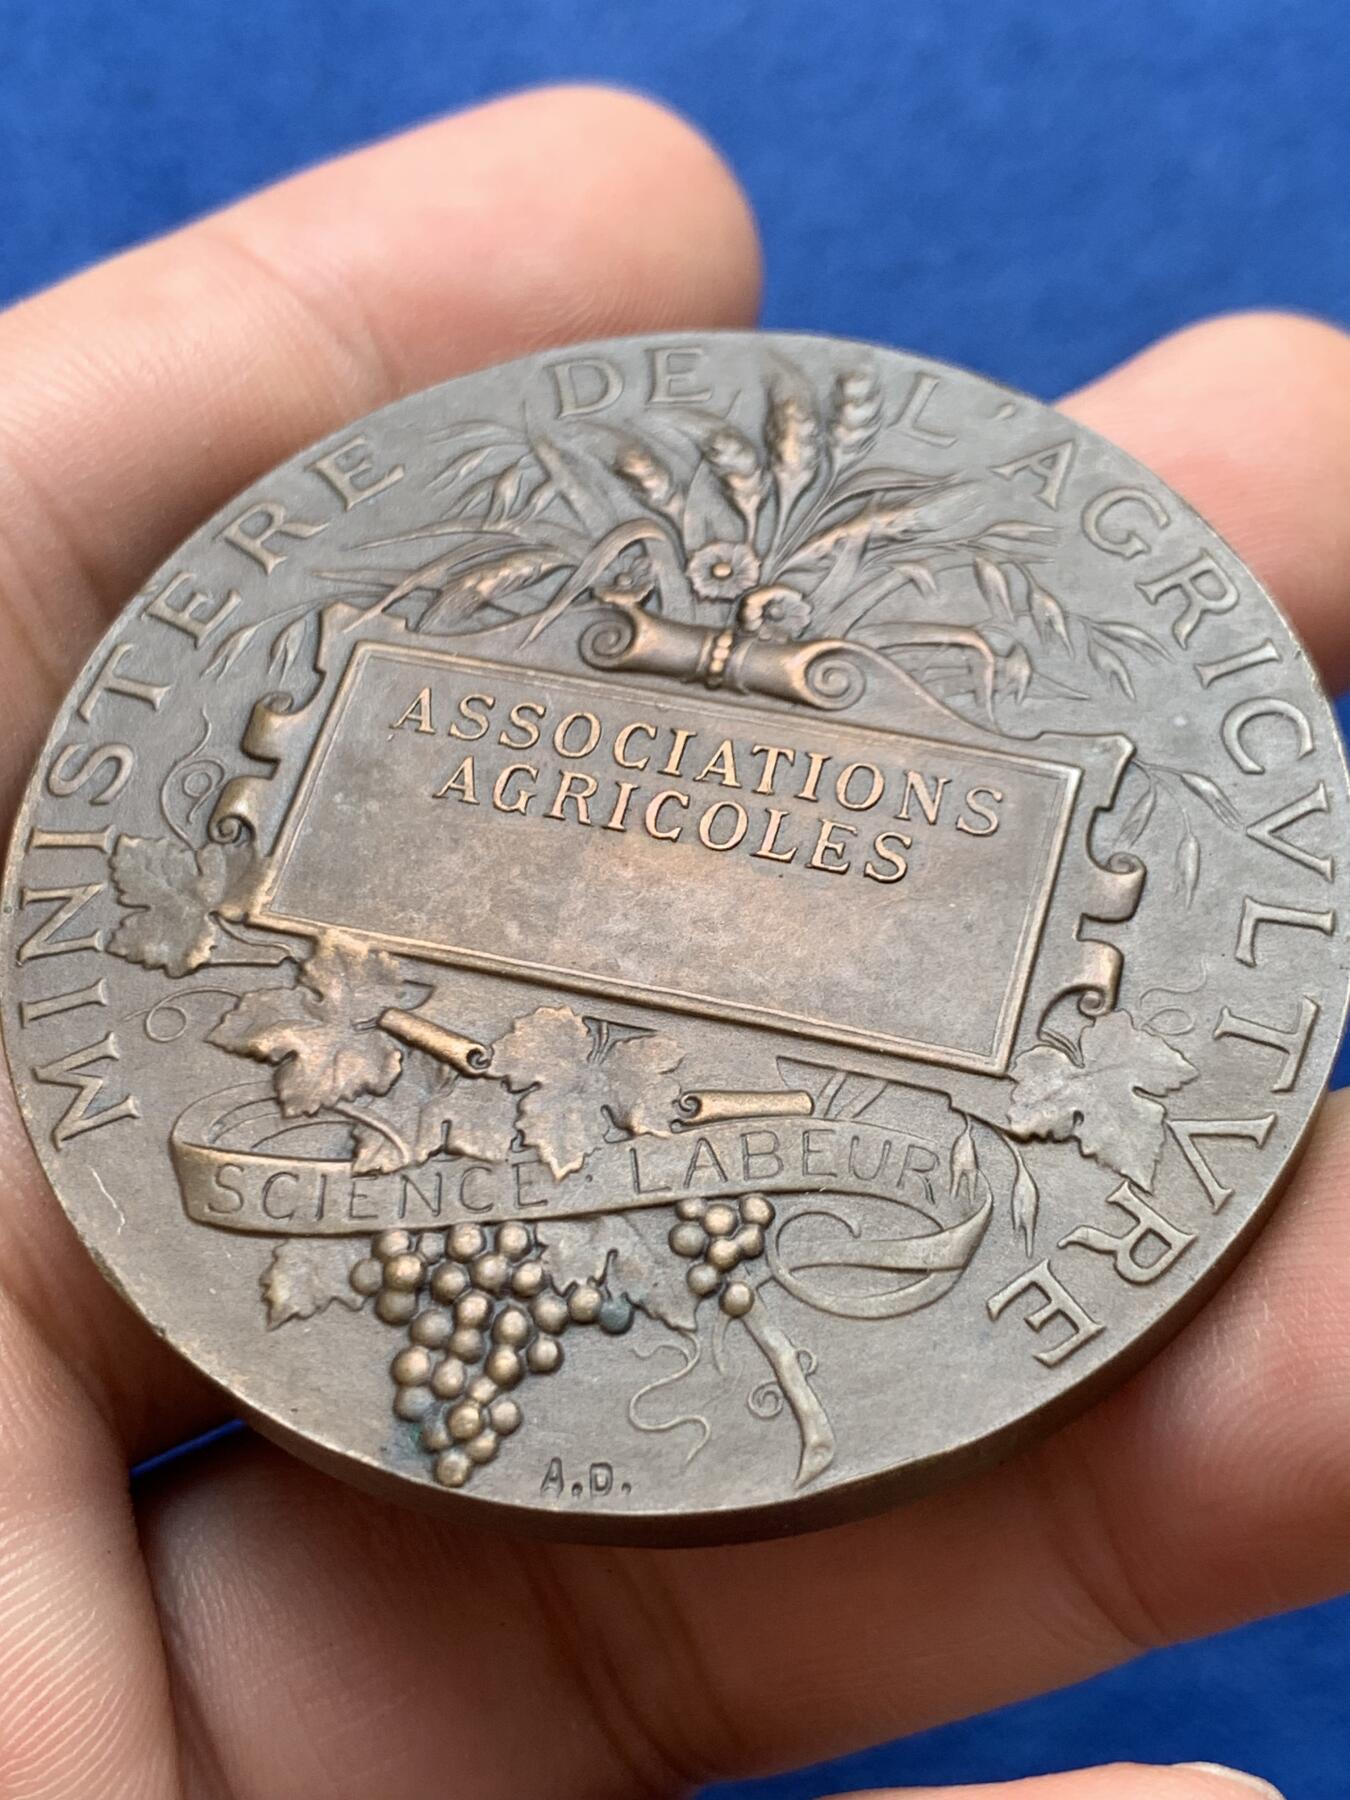 MINISTERE DE L'AGRICVLTVRE
ASSOCIATIONS
AGRICOLES
SCIENCE · LABEUR
A.D.